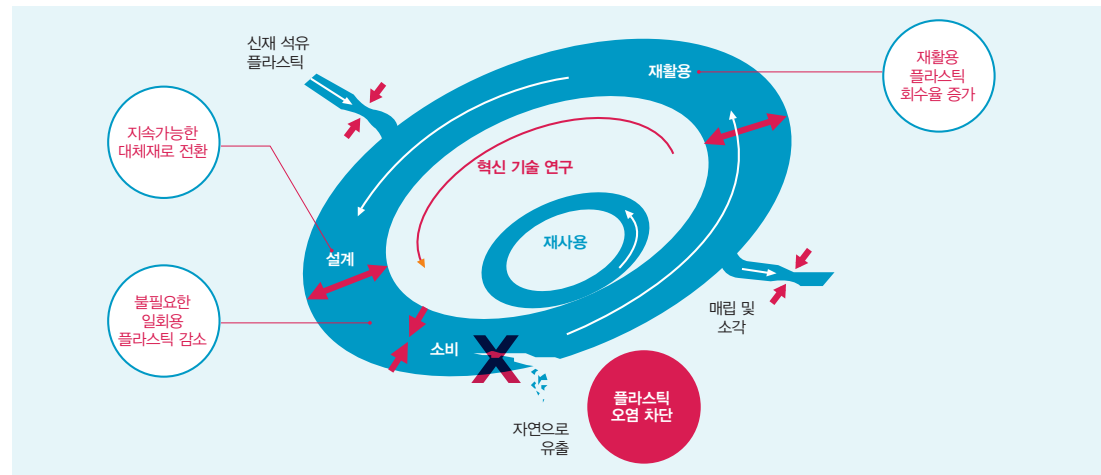 신재 석유
플라스틱
재활용
재활용
플라스틱
회수율 증가
지속가능한
대체재로 전환
혁신 기술 연구
재사용
설계
불필요한
일회용
플라스틱 감소
매립 및
소각
소비
X
플라스틱
오염 차단
자연으로
유출